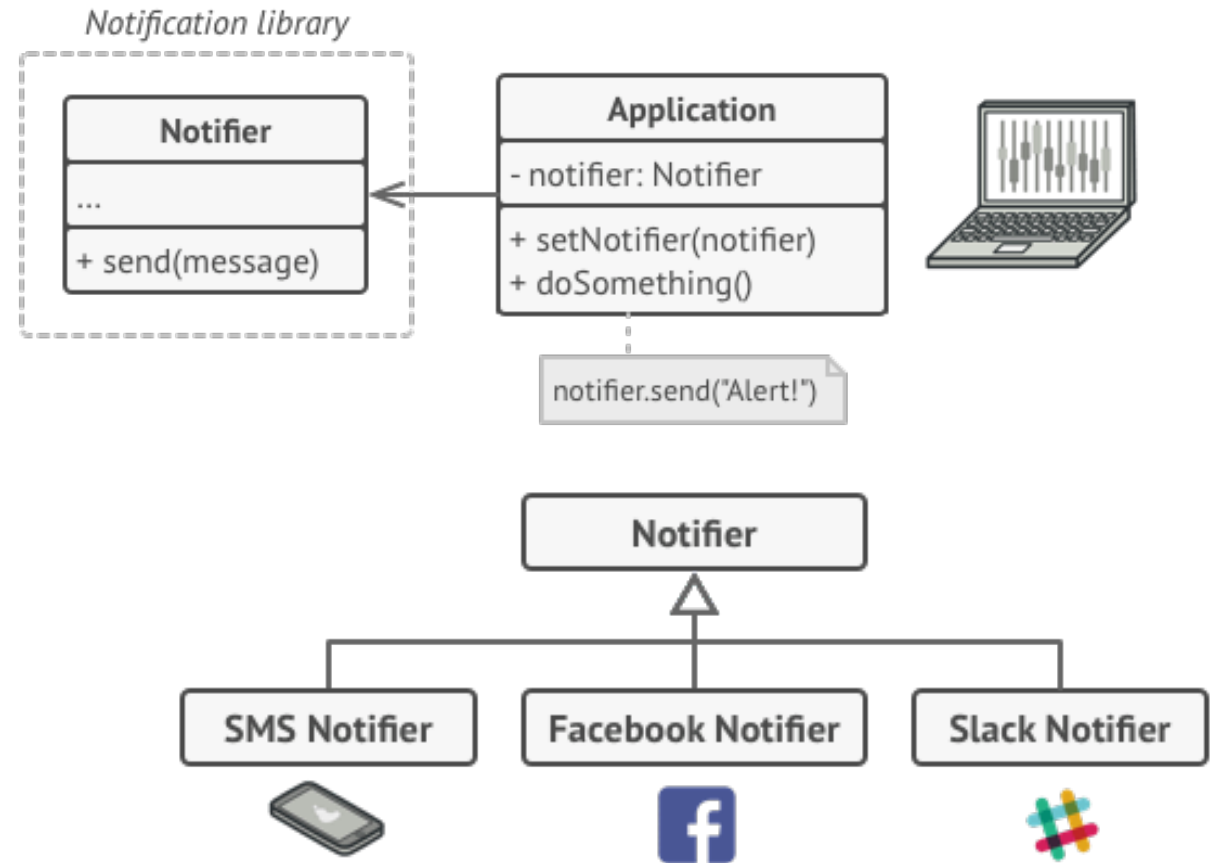 Notification library
Notifier
...
+ send(message)
Application
- notifier: Notifier
+ setNotifier(notifier)
+ doSomething()
notifier.send("Alert!")
Notifier
SMS Notifier
Facebook Notifier
Slack Notifier
f